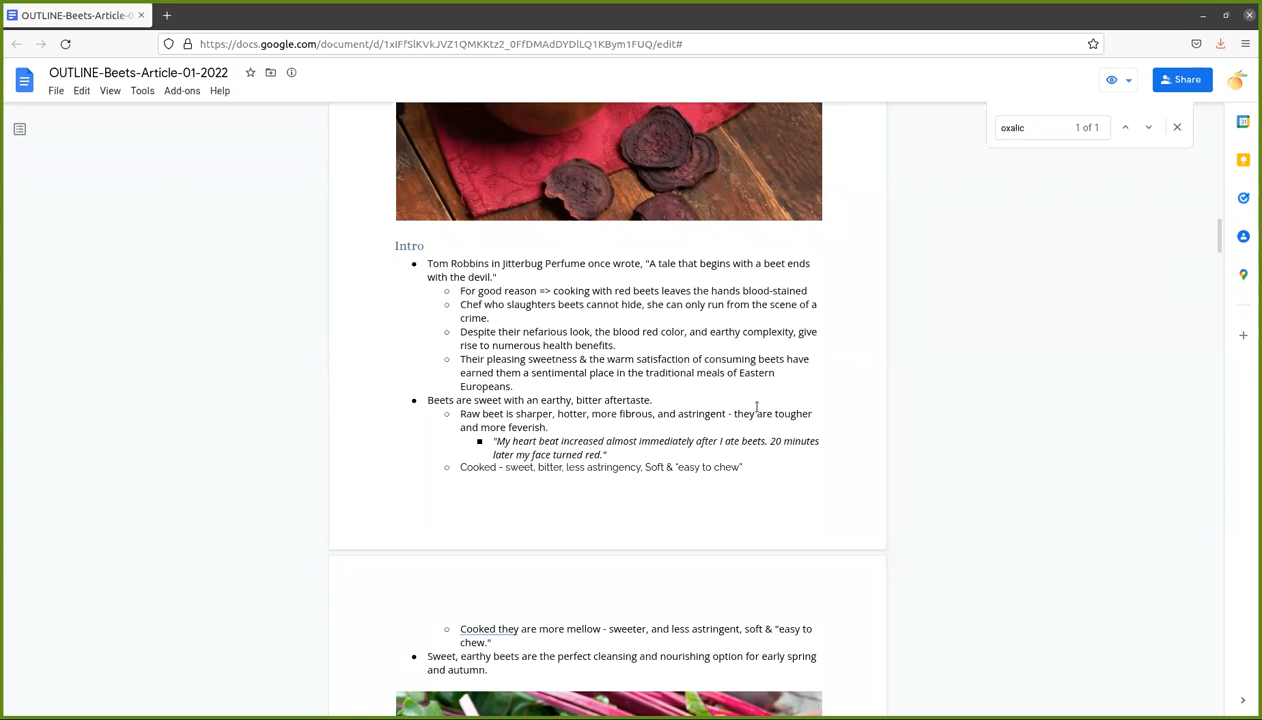 OUTLINE-Beets-Article-0
https://docs.google.com/document/d/1xIFfSlKVkJVZ1QMKKtz2_0FfDMAdDYDlLQ1KBym1FUQ/edit#
OUTLINE-Beets-Article-01-2022
File Edit View Tools Add-ons Help
Share
oxalic 1 of 1
Intro
● Tom Robbins in Jitterbug Perfume once wrote, "A tale that begins with a beet ends
with the devil."
○ For good reason => cooking with red beets leaves the hands blood-stained
○ Chef who slaughters beets cannot hide, she can only run from the scene of a
crime.
○ Despite their nefarious look, the blood red color, and earthy complexity, give
rise to numerous health benefits.
○ Their pleasing sweetness & the warm satisfaction of consuming beets have
earned them a sentimental place in the traditional meals of Eastern
Europeans.
● Beets are sweet with an earthy, bitter aftertaste.
○ Raw beet is sharper, hotter, more fibrous, and astringent - they are tougher
and more feverish.
■ "My heart beat increased almost immediately after I ate beets. 20 minutes
later my face turned red."
○ Cooked - sweet, bitter, less astringency, Soft & "easy to chew"
○ Cooked they are more mellow - sweeter, and less astringent, soft & "easy to
chew."
● Sweet, earthy beets are the perfect cleansing and nourishing option for early spring
and autumn.